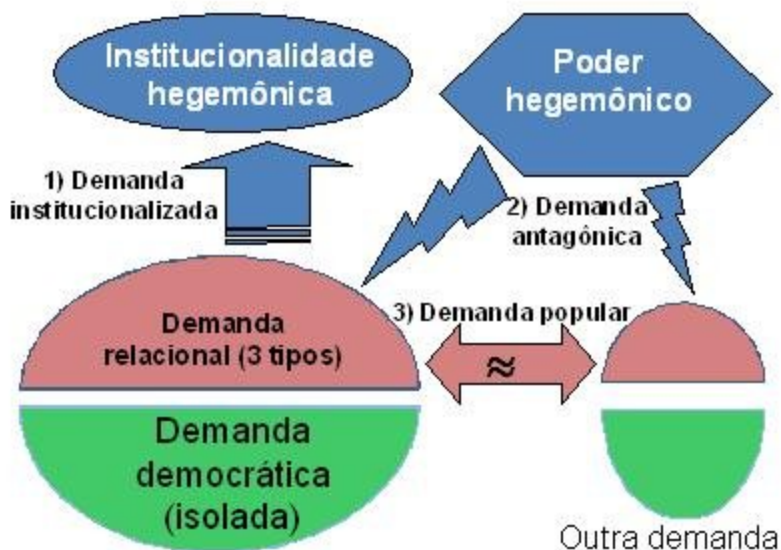 Institucionalidade
hegemônica
Poder
hegemônico
1) Demanda
institucionalizada
2) Demanda
antagônica
3) Demanda popular
Demanda
relacional (3 tipos)
≈
Demanda
democrática
(isolada)
Outra demanda